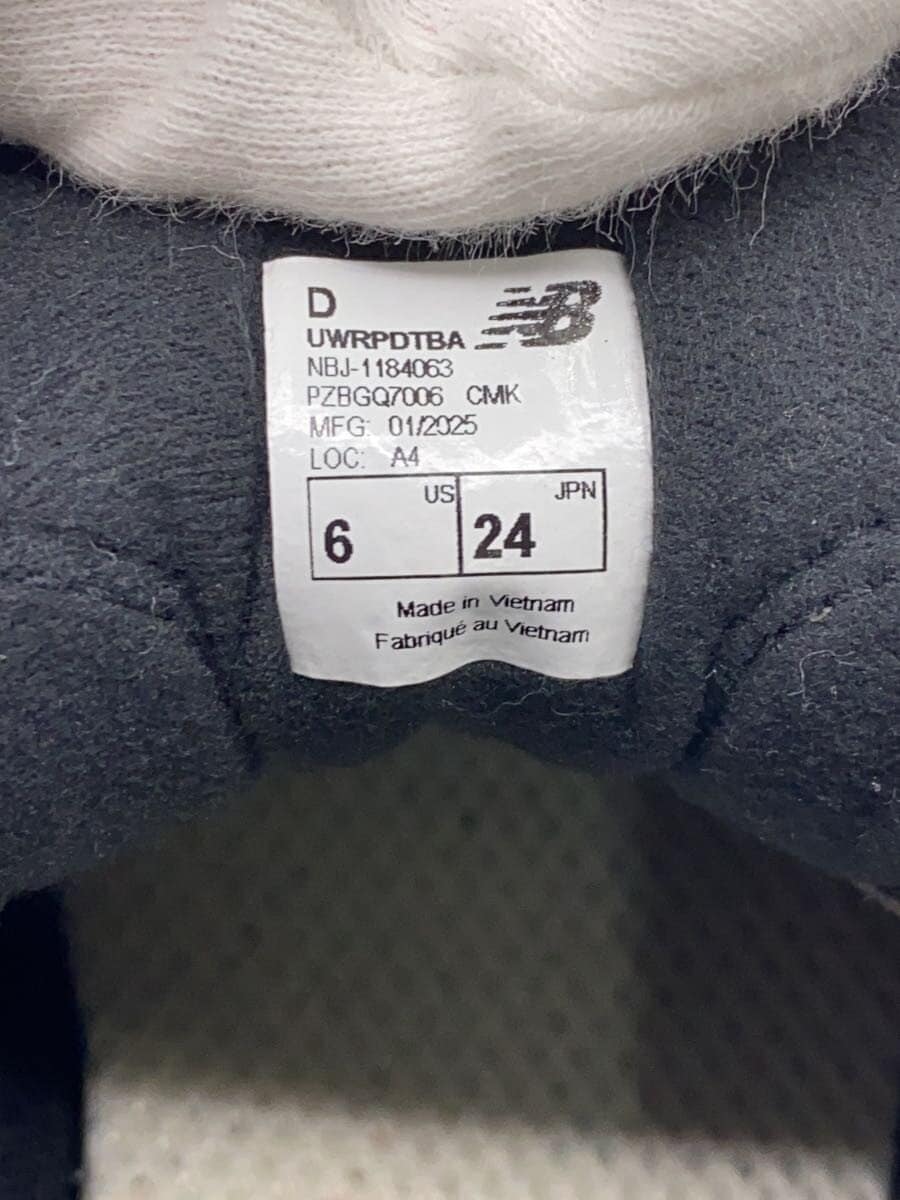 D
NB
UWRPDTBA
NBJ-1184063
PZBGQ7006 CMK
MFG: 01/2025
LOC: A4
US JPN
6 24
Made in Vietnam
Fabriqué au Vietnam